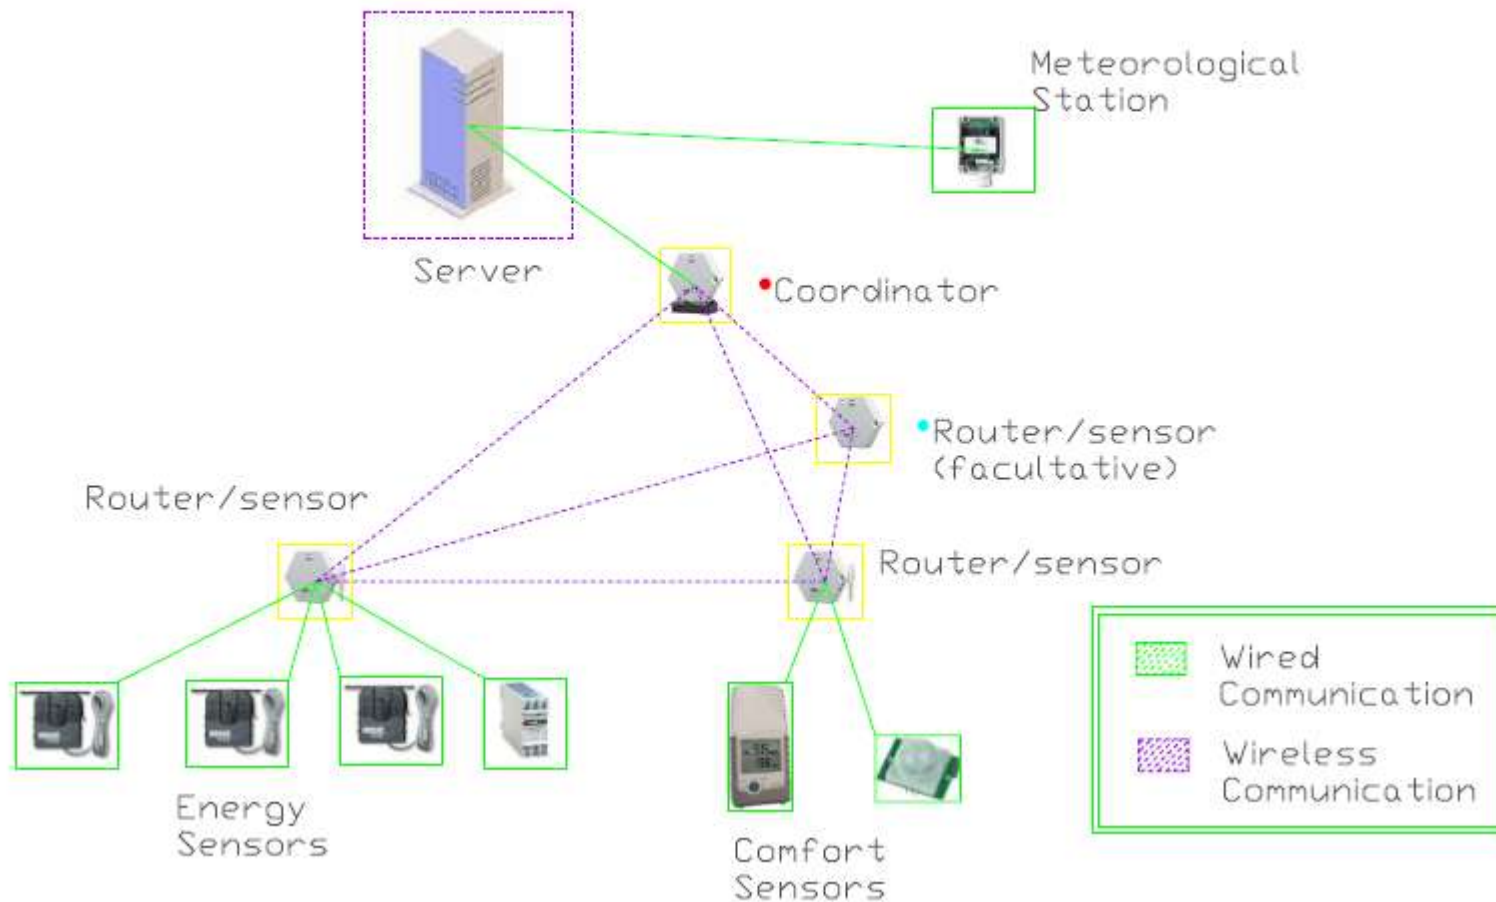 Meteorological
Station
Server
Coordinator
Router/sensor
(facultative)
Router/sensor
Router/sensor
Wired
Communication
Wireless
Communication
Energy
Sensors
Comfort
Sensors